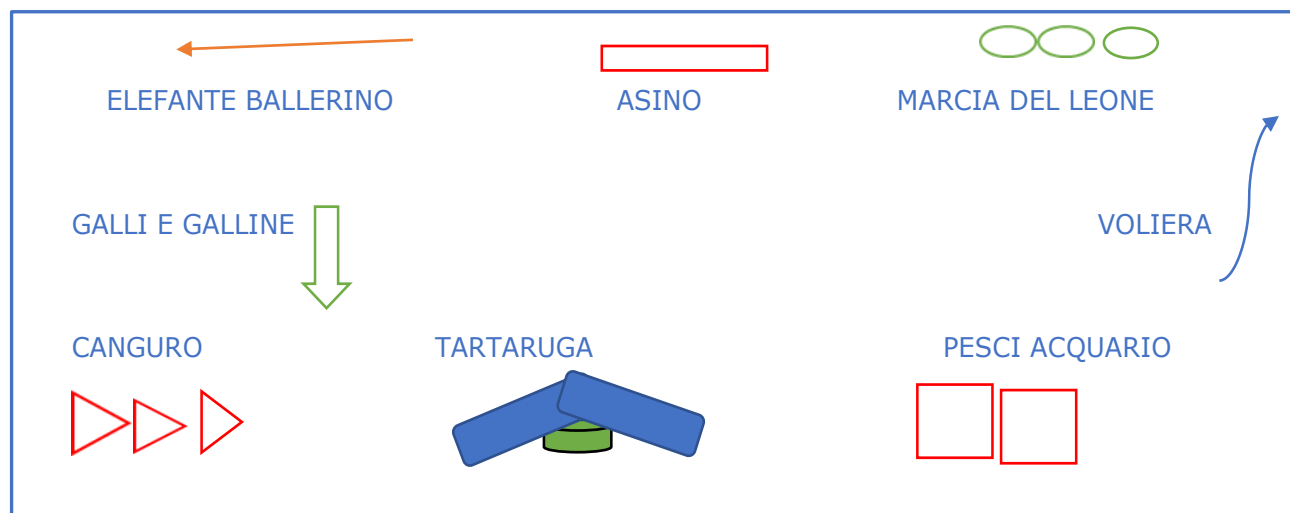 ELEFANTE BALLERINO
ASINO
MARCIA DEL LEONE
GALLI E GALLINE
VOLIERA
CANGURO
TARTARUGA
PESCI ACQUARIO